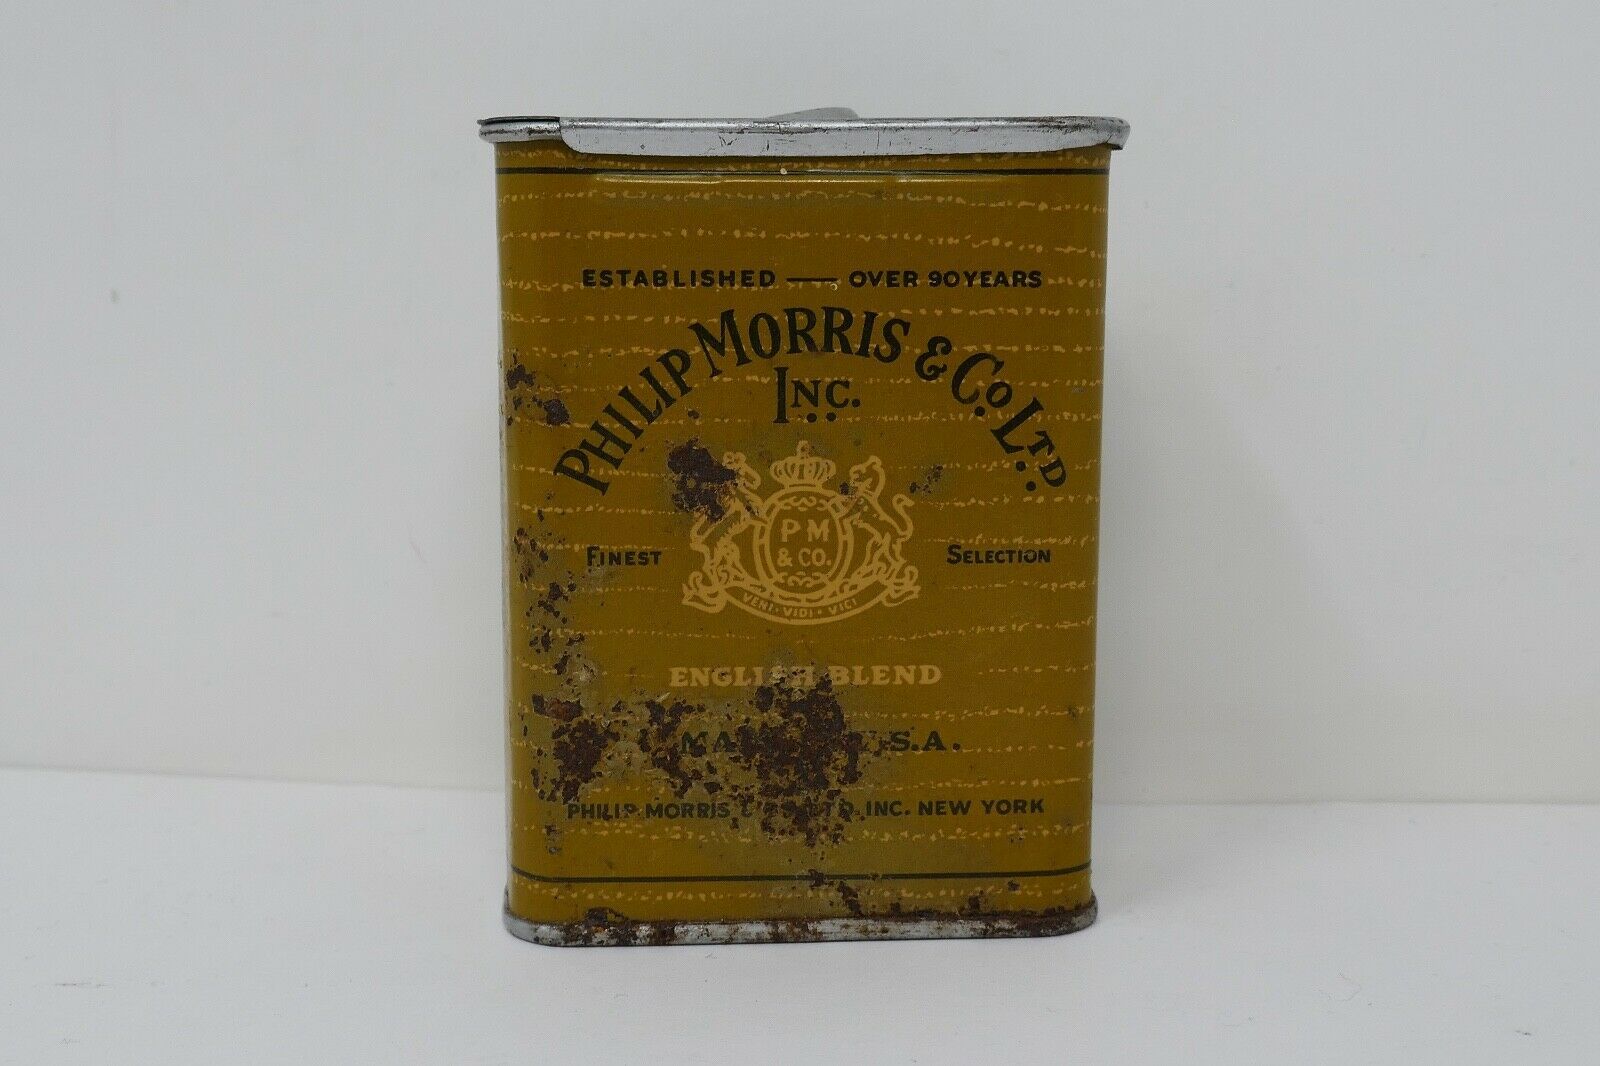 ESTABLISHED — OVER 90 YEARS
PHILIP MORRIS & Co. LTD.
INC.
P M
& CO.
FINEST SELECTION
VENI · VIDI · VICI
ENGLISH BLEND
S.A.
PHILIP MORRIS INC. NEW YORK